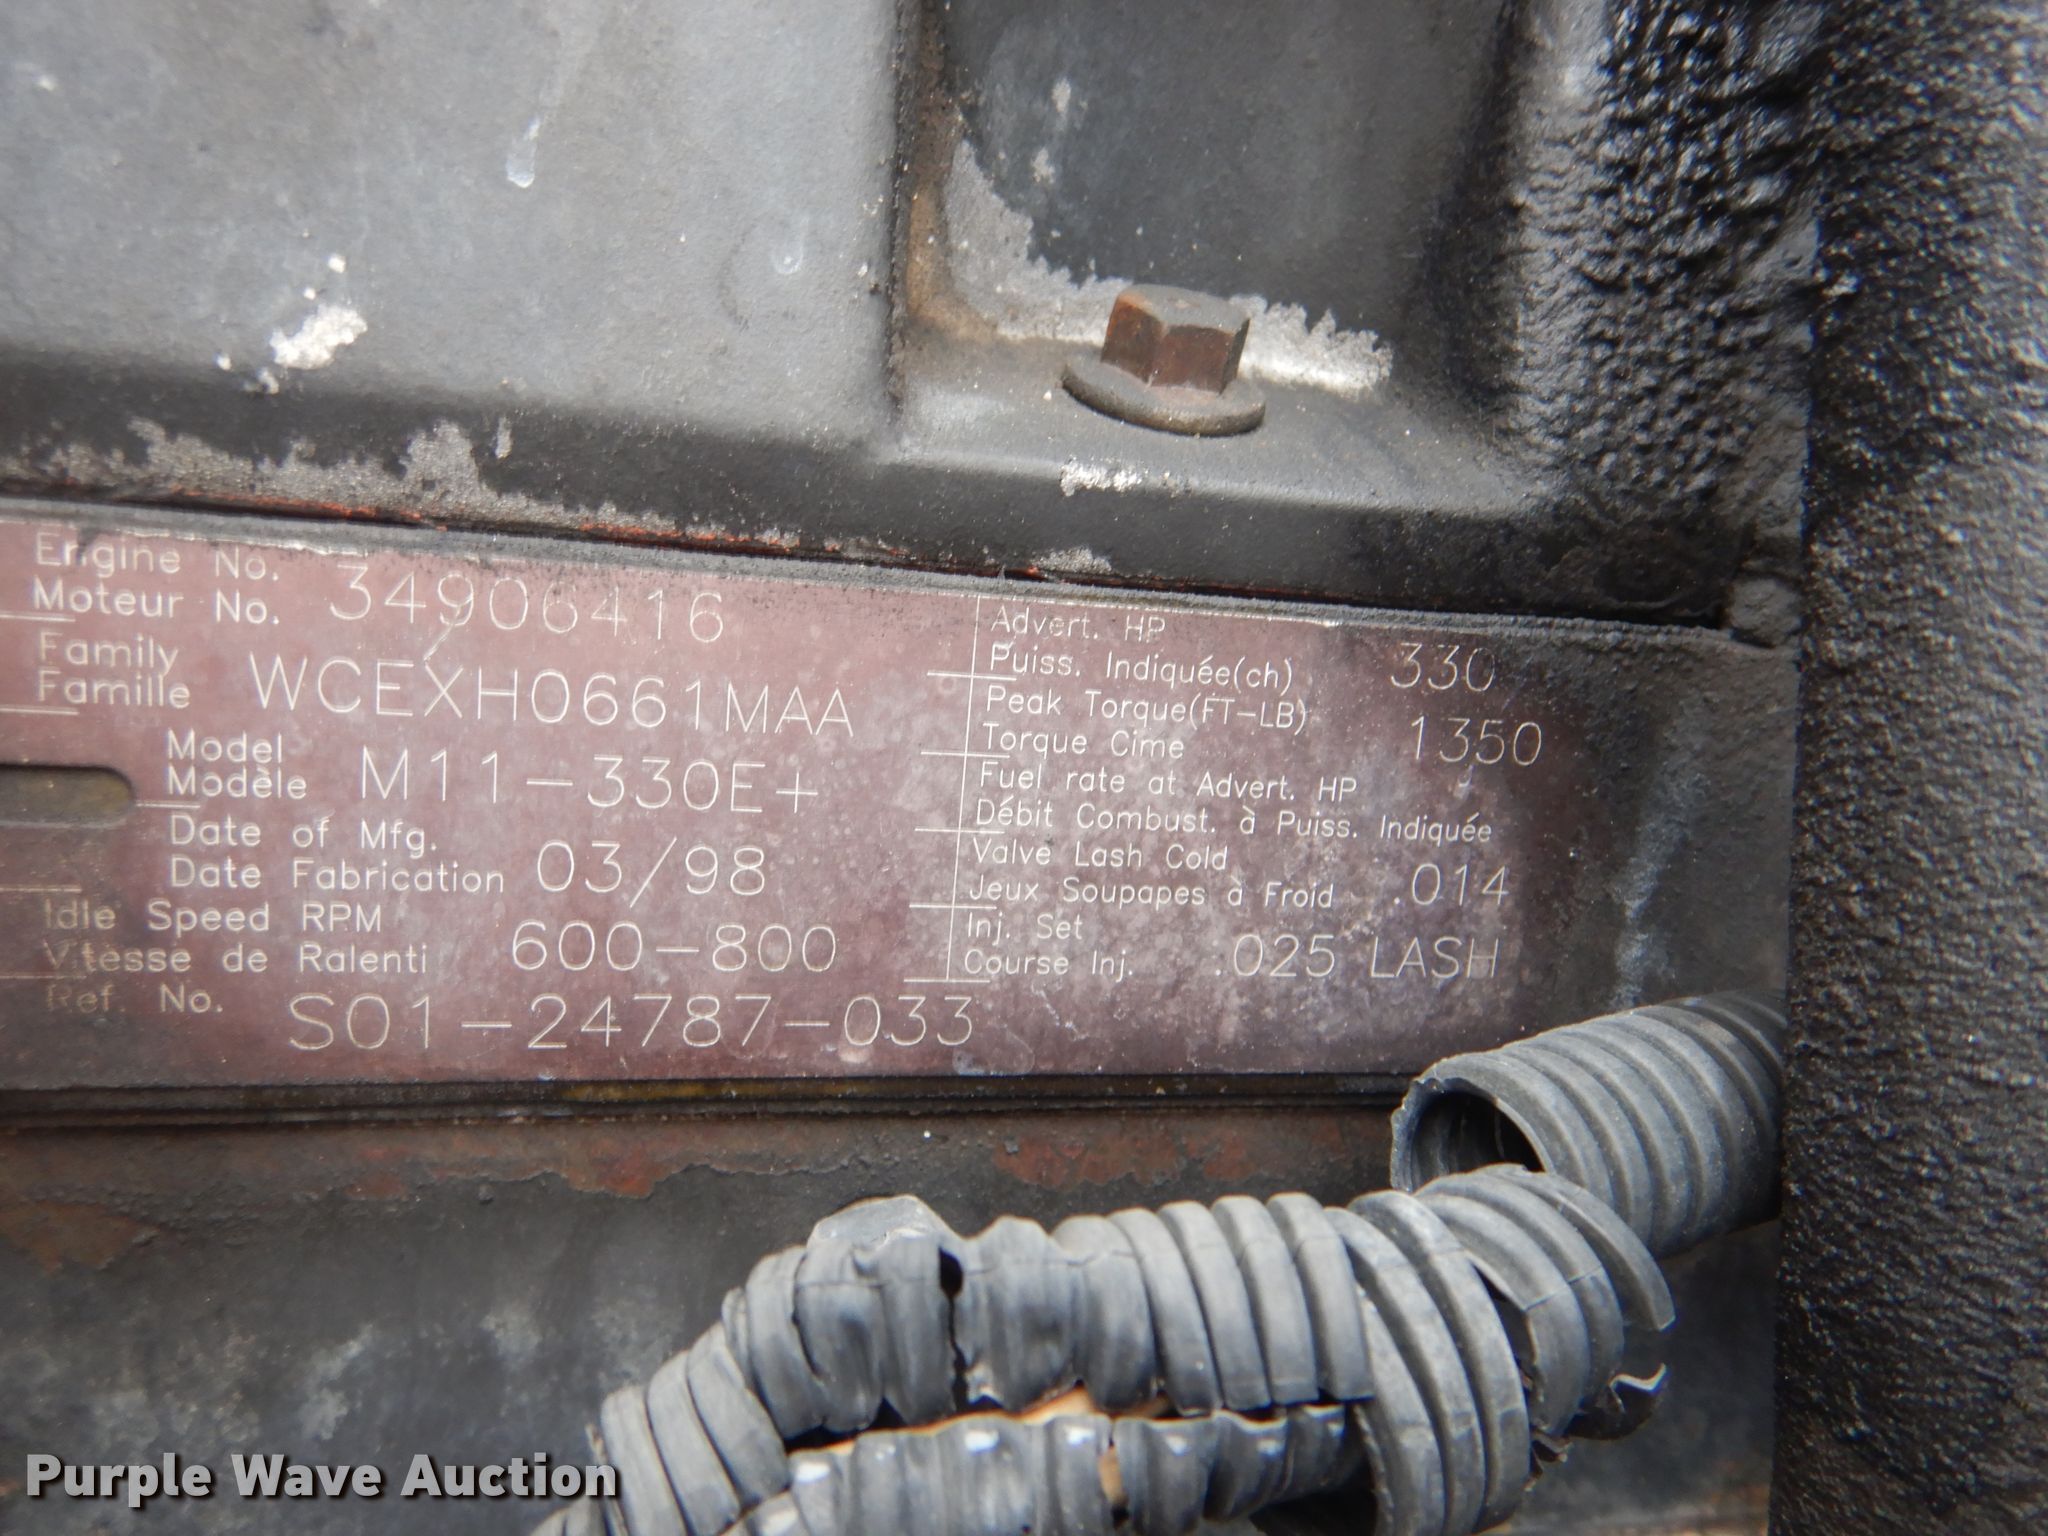 Engine No.
Moteur No. 34906416
Family
Famille WCEXH0661MAA
Model
Modèle M11-330E+
Date of Mfg.
Date Fabrication 03/98
Idle Speed RPM
Vitesse de Ralenti 600-800
Ref. No. S01-24787-033
Advert. HP
Puiss. Indiquée(ch) 330
Peak Torque(FT-LB)
Torque Cime 1350
Fuel rate at Advert. HP
Débit Combust. à Puiss. Indiquée
Valve Lash Cold
Jeux Soupapes à Froid .014
Inj. Set
Course Inj. .025 LASH
Purple Wave Auction